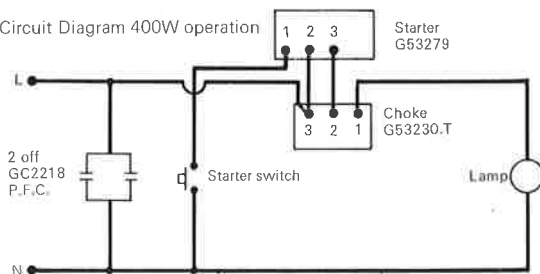 Circuit Diagram 400W operation
Starter
G53279
1 2 3
L
Choke
G53230.T
3 2 1
2 off
GC2218
P.F.C.
Starter switch
Lamp
N